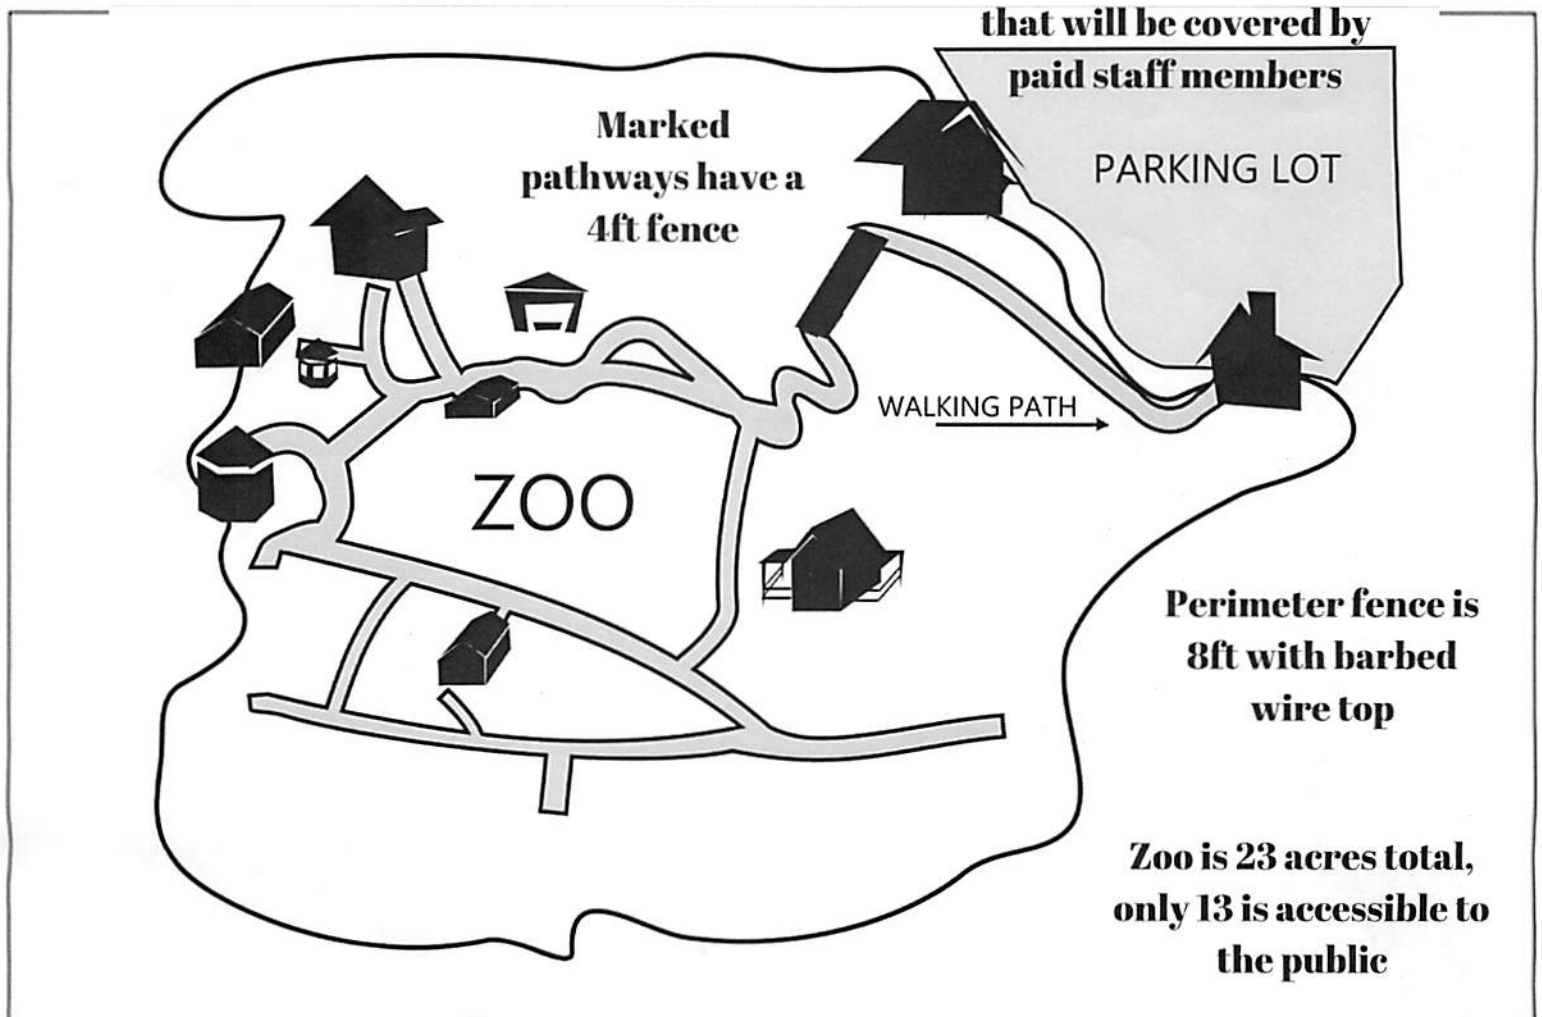 that will be covered by
paid staff members
PARKING LOT
Marked
pathways have a
4ft fence
WALKING PATH
ZOO
Perimeter fence is
8ft with barbed
wire top
Zoo is 23 acres total,
only 13 is accessible to
the public